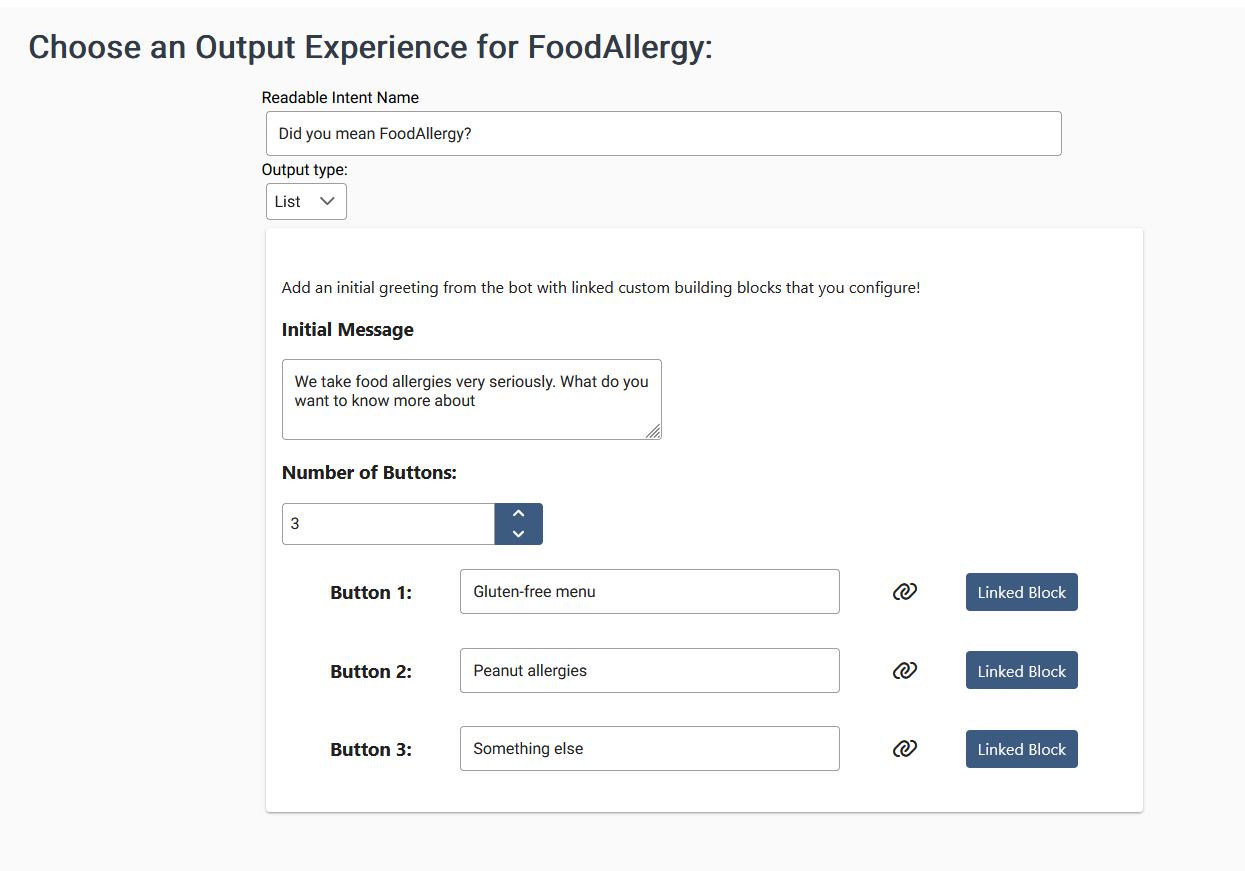 Choose an Output Experience for FoodAllergy:
Readable Intent Name
Did you mean FoodAllergy?
Output type:
List
Add an initial greeting from the bot with linked custom building blocks that you configure!
Initial Message
We take food allergies very seriously. What do you
want to know more about
Number of Buttons:
3
Button 1: Gluten-free menu Linked Block
Button 2: Peanut allergies Linked Block
Button 3: Something else Linked Block